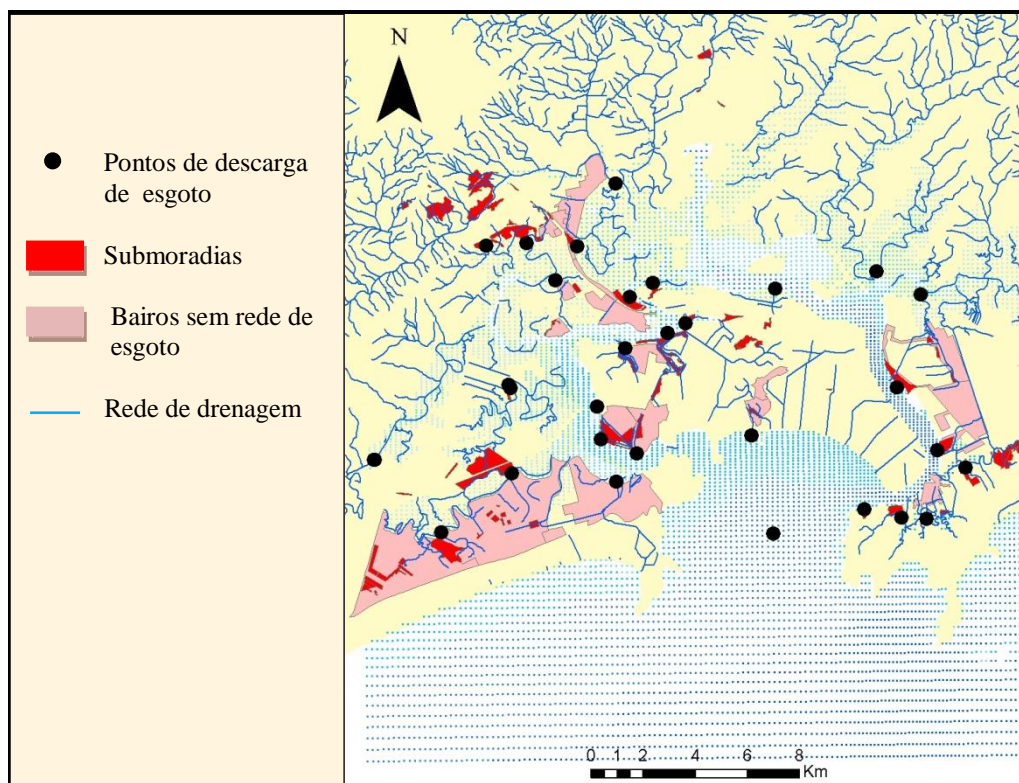 Pontos de descarga
de esgoto
Submoradias
Bairos sem rede de
esgoto
Rede de drenagem
N
0 1 2 4 6 8
Km